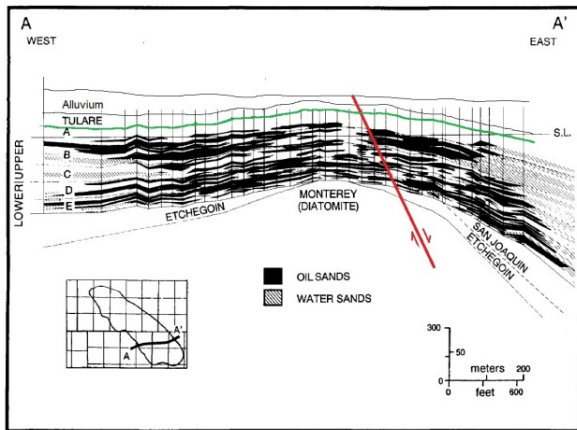 A
WEST
A'
EAST
Alluvium
TULARE
S.L.
A
B
C
D
E
LOWER UPPER
ETCHEGOIN
MONTEREY
(DIATOMITE)
SAN JOAQUIN
ETCHEGOIN
OIL SANDS
WATER SANDS
A
A'
300
50
meters 200
0
0
feet 600